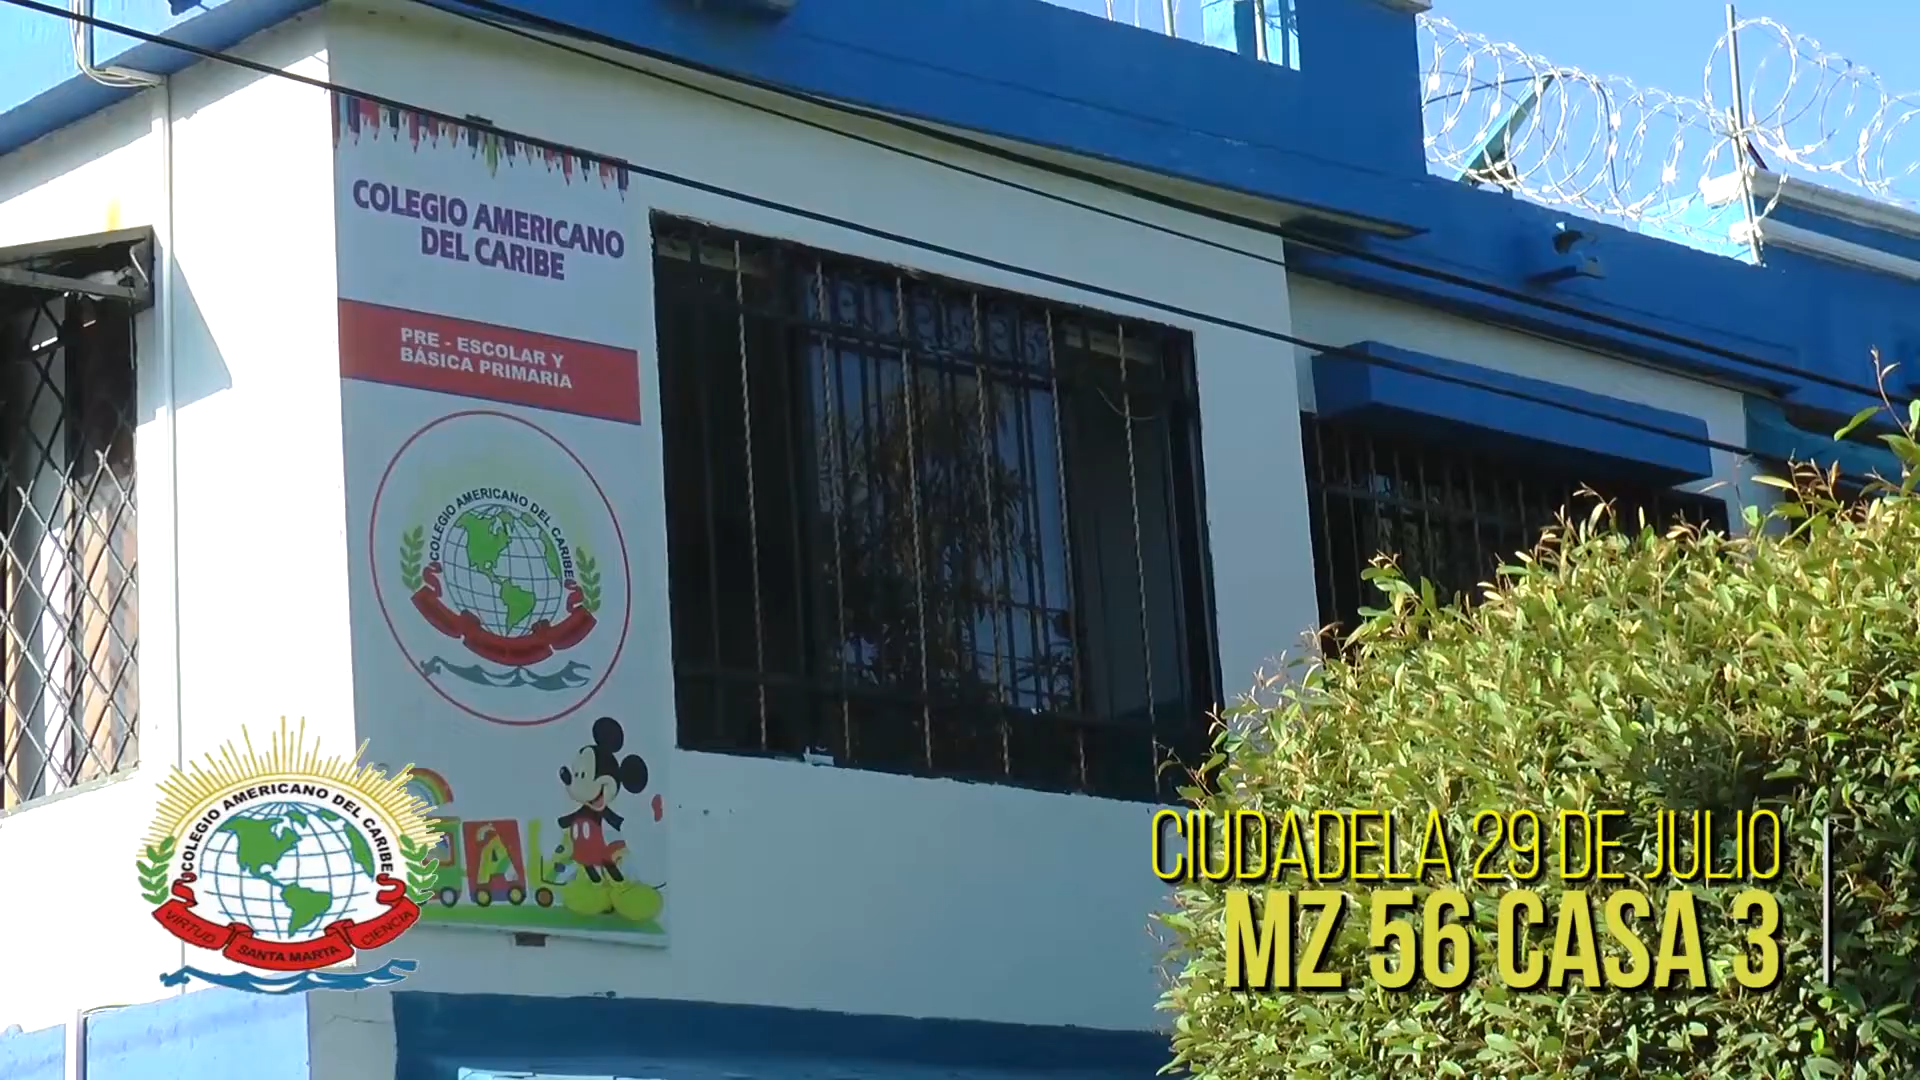 COLEGIO AMERICANO
DEL CARIBE
PRE - ESCOLAR Y
BÁSICA PRIMARIA
COLEGIO AMERICANO DEL CARIBE
COLEGIO AMERICANO DEL CARIBE
VIRTUD SANTA MARTA CIENCIA
CIUDADELA 29 DE JULIO
MZ 56 CASA 3